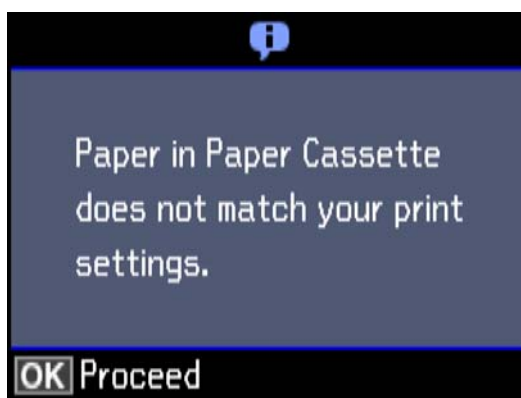 Paper in Paper Cassette
does not match your print
settings.
OK Proceed